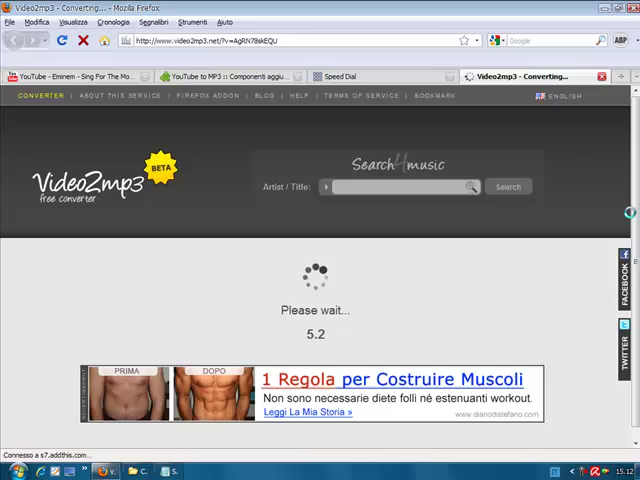 Video2mp3 - Converting... - Mozilla Firefox
File Modifica Visualizza Cronologia Segnalibri Strumenti Aiuto
http://www.video2mp3.net/?v=AgRN78skEQU
Google
ABP
YouTube - Eminem - Sing For The Mo...
YouTube to MP3 :: Componenti aggiu...
Speed Dial
Video2mp3 - Converting...
CONVERTER | ABOUT THIS SERVICE | FIREFOX ADDON | BLOG | HELP | TERMS OF SERVICE | BOOKMARK
ENGLISH
Video2mp3
free converter
BETA
Search4music
Artist / Title:
Search
FACEBOOK
TWITTER
Please wait...
5.2
PRIMA
DOPO
1 Regola per Costruire Muscoli
Non sono necessarie diete folli né estenuanti workout.
Leggi La Mia Storia »
www.dianodistefano.com
Connesso a s7.addthis.com...
V...
C...
S...
IT
15.12